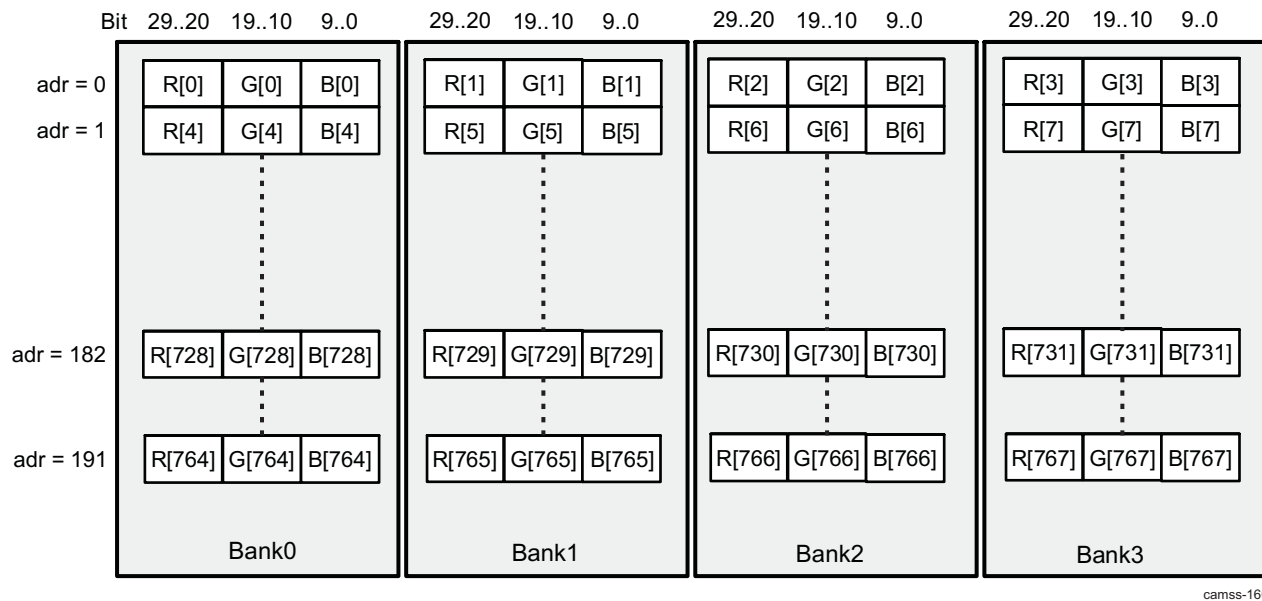 Bit 29..20 19..10 9..0 29..20 19..10 9..0 29..20 19..10 9..0 29..20 19..10 9..0
adr = 0 R[0] G[0] B[0] R[1] G[1] B[1] R[2] G[2] B[2] R[3] G[3] B[3]
adr = 1 R[4] G[4] B[4] R[5] G[5] B[5] R[6] G[6] B[6] R[7] G[7] B[7]
adr = 182 R[728] G[728] B[728] R[729] G[729] B[729] R[730] G[730] B[730] R[731] G[731] B[731]
adr = 191 R[764] G[764] B[764] R[765] G[765] B[765] R[766] G[766] B[766] R[767] G[767] B[767]
Bank0 Bank1 Bank2 Bank3